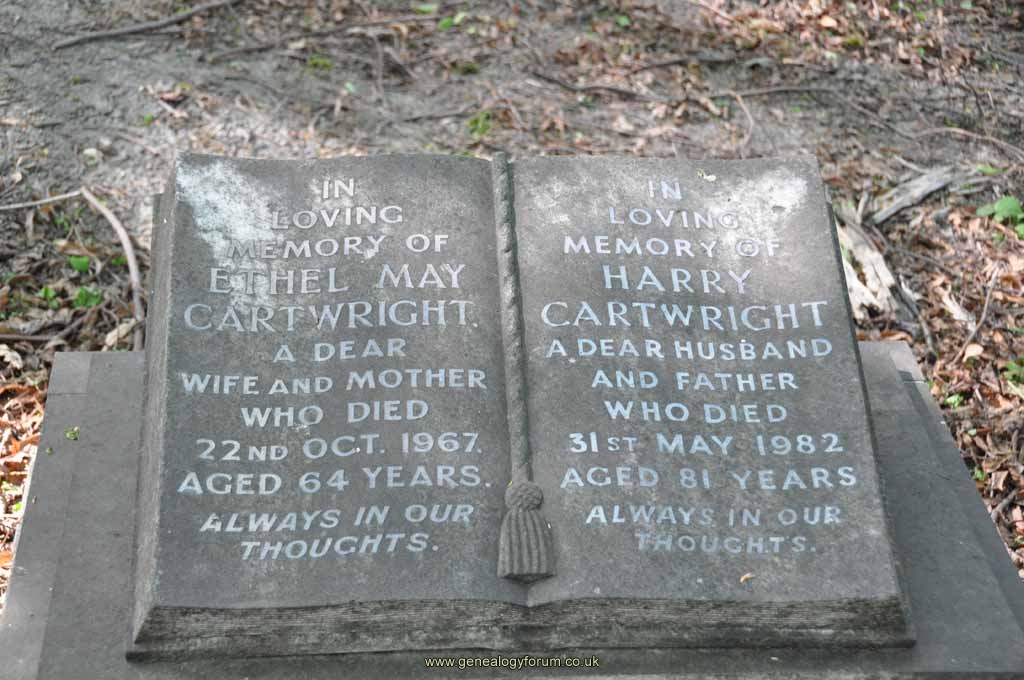 IN
LOVING
MEMORY OF
ETHEL MAY
CARTWRIGHT.
A DEAR
WIFE AND MOTHER
WHO DIED
22ND OCT. 1967.
AGED 64 YEARS.
ALWAYS IN OUR
THOUGHTS.
IN
LOVING
MEMORY OF
HARRY
CARTWRIGHT
A DEAR HUSBAND
AND FATHER
WHO DIED
31ST MAY 1982
AGED 81 YEARS
ALWAYS IN OUR
THOUGHTS.
www.genealogyforum.co.uk